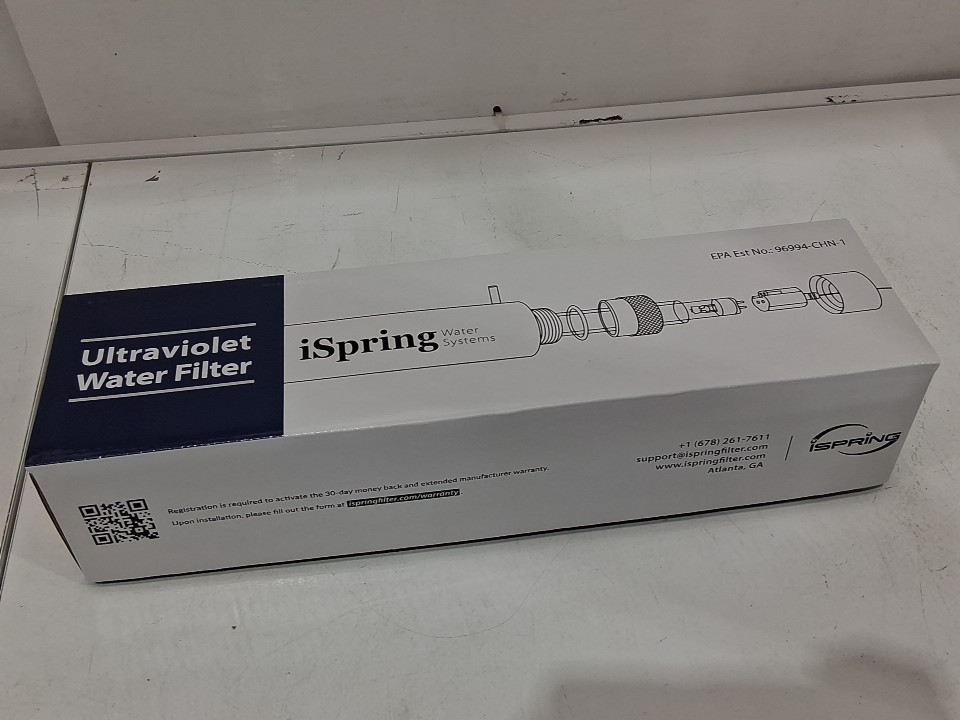 EPA Est No.: 96994-CHN-1
Ultraviolet
Water Filter
iSpring
Water
Systems
Registration is required to activate the 30-day money back and extended manufacturer warranty.
Upon installation, please fill out the form at ispringfilter.com/warranty.
+1 (678) 261-7611
support@ispringfilter.com
www.ispringfilter.com
Atlanta, GA
iSPRING